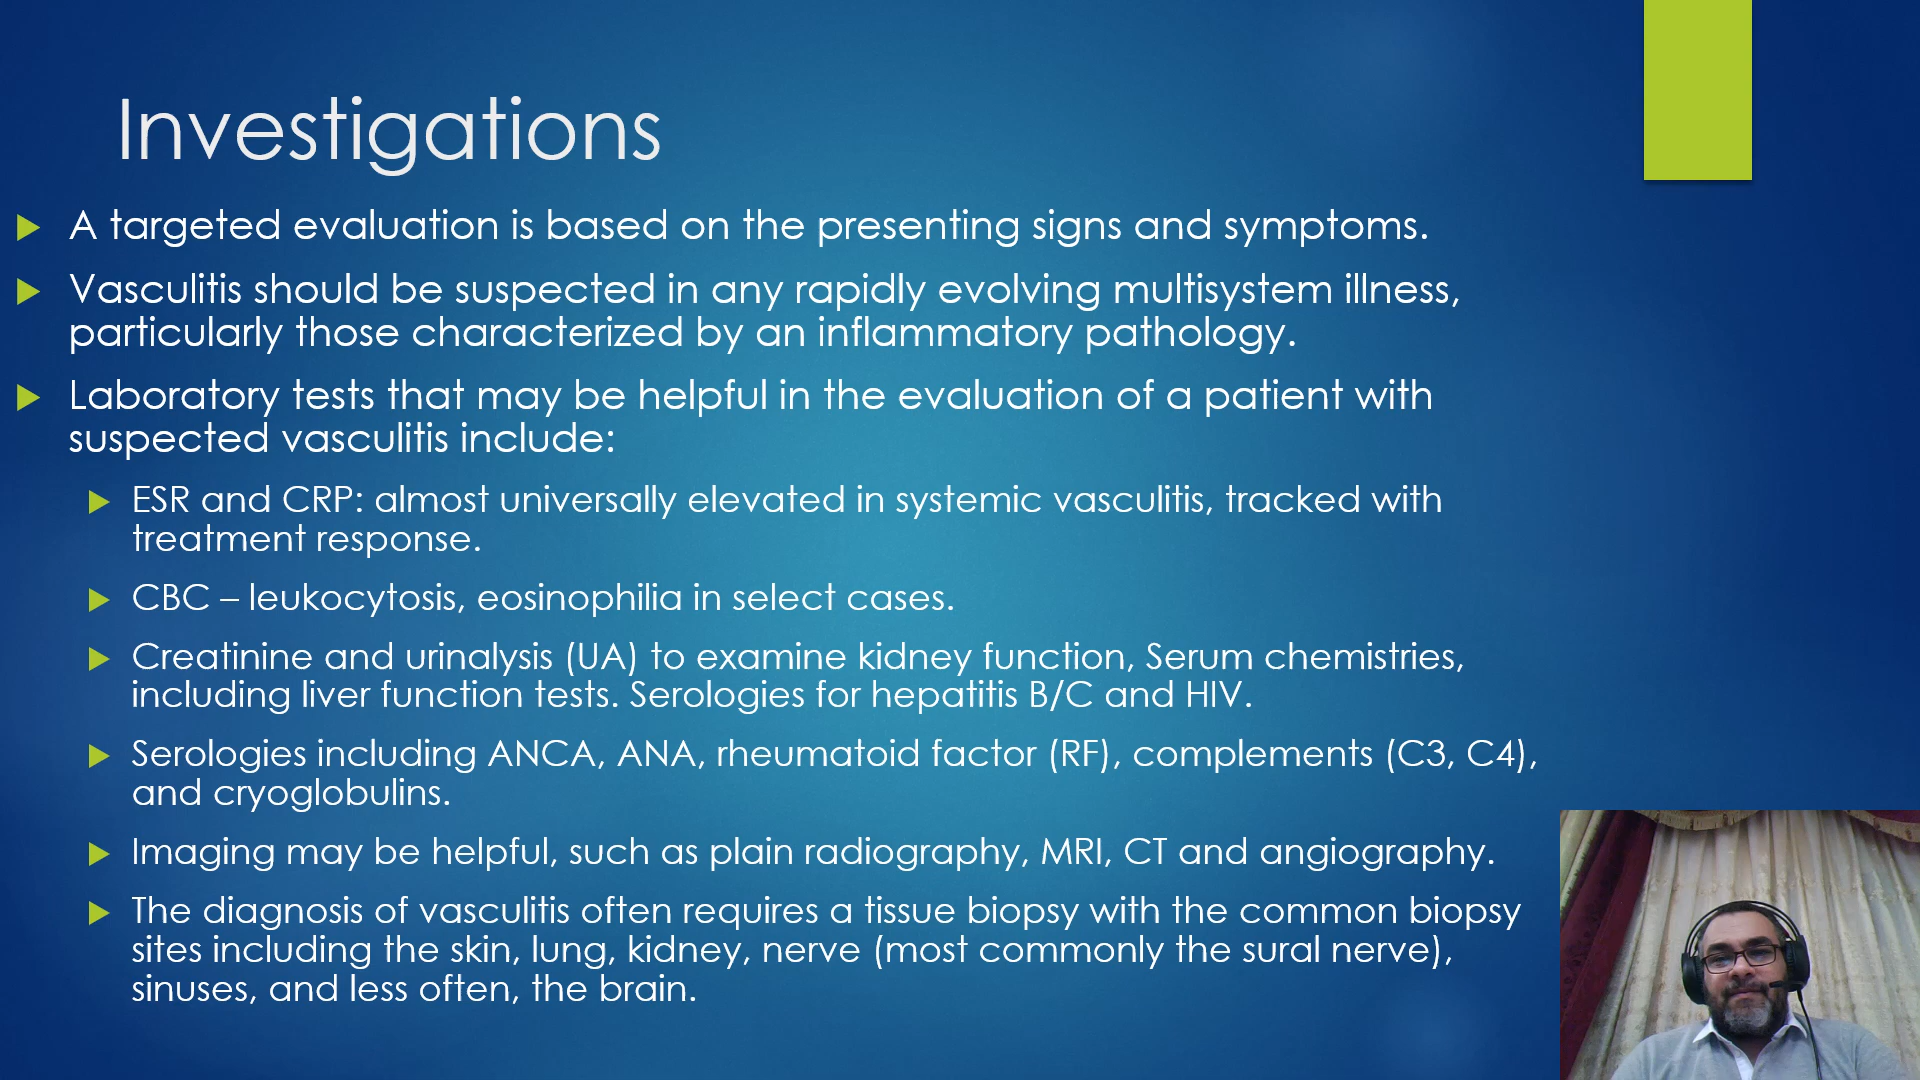 Investigations
A targeted evaluation is based on the presenting signs and symptoms.
Vasculitis should be suspected in any rapidly evolving multisystem illness,
particularly those characterized by an inflammatory pathology.
Laboratory tests that may be helpful in the evaluation of a patient with
suspected vasculitis include:
ESR and CRP: almost universally elevated in systemic vasculitis, tracked with
treatment response.
CBC – leukocytosis, eosinophilia in select cases.
Creatinine and urinalysis (UA) to examine kidney function, Serum chemistries,
including liver function tests. Serologies for hepatitis B/C and HIV.
Serologies including ANCA, ANA, rheumatoid factor (RF), complements (C3, C4),
and cryoglobulins.
Imaging may be helpful, such as plain radiography, MRI, CT and angiography.
The diagnosis of vasculitis often requires a tissue biopsy with the common biopsy
sites including the skin, lung, kidney, nerve (most commonly the sural nerve),
sinuses, and less often, the brain.